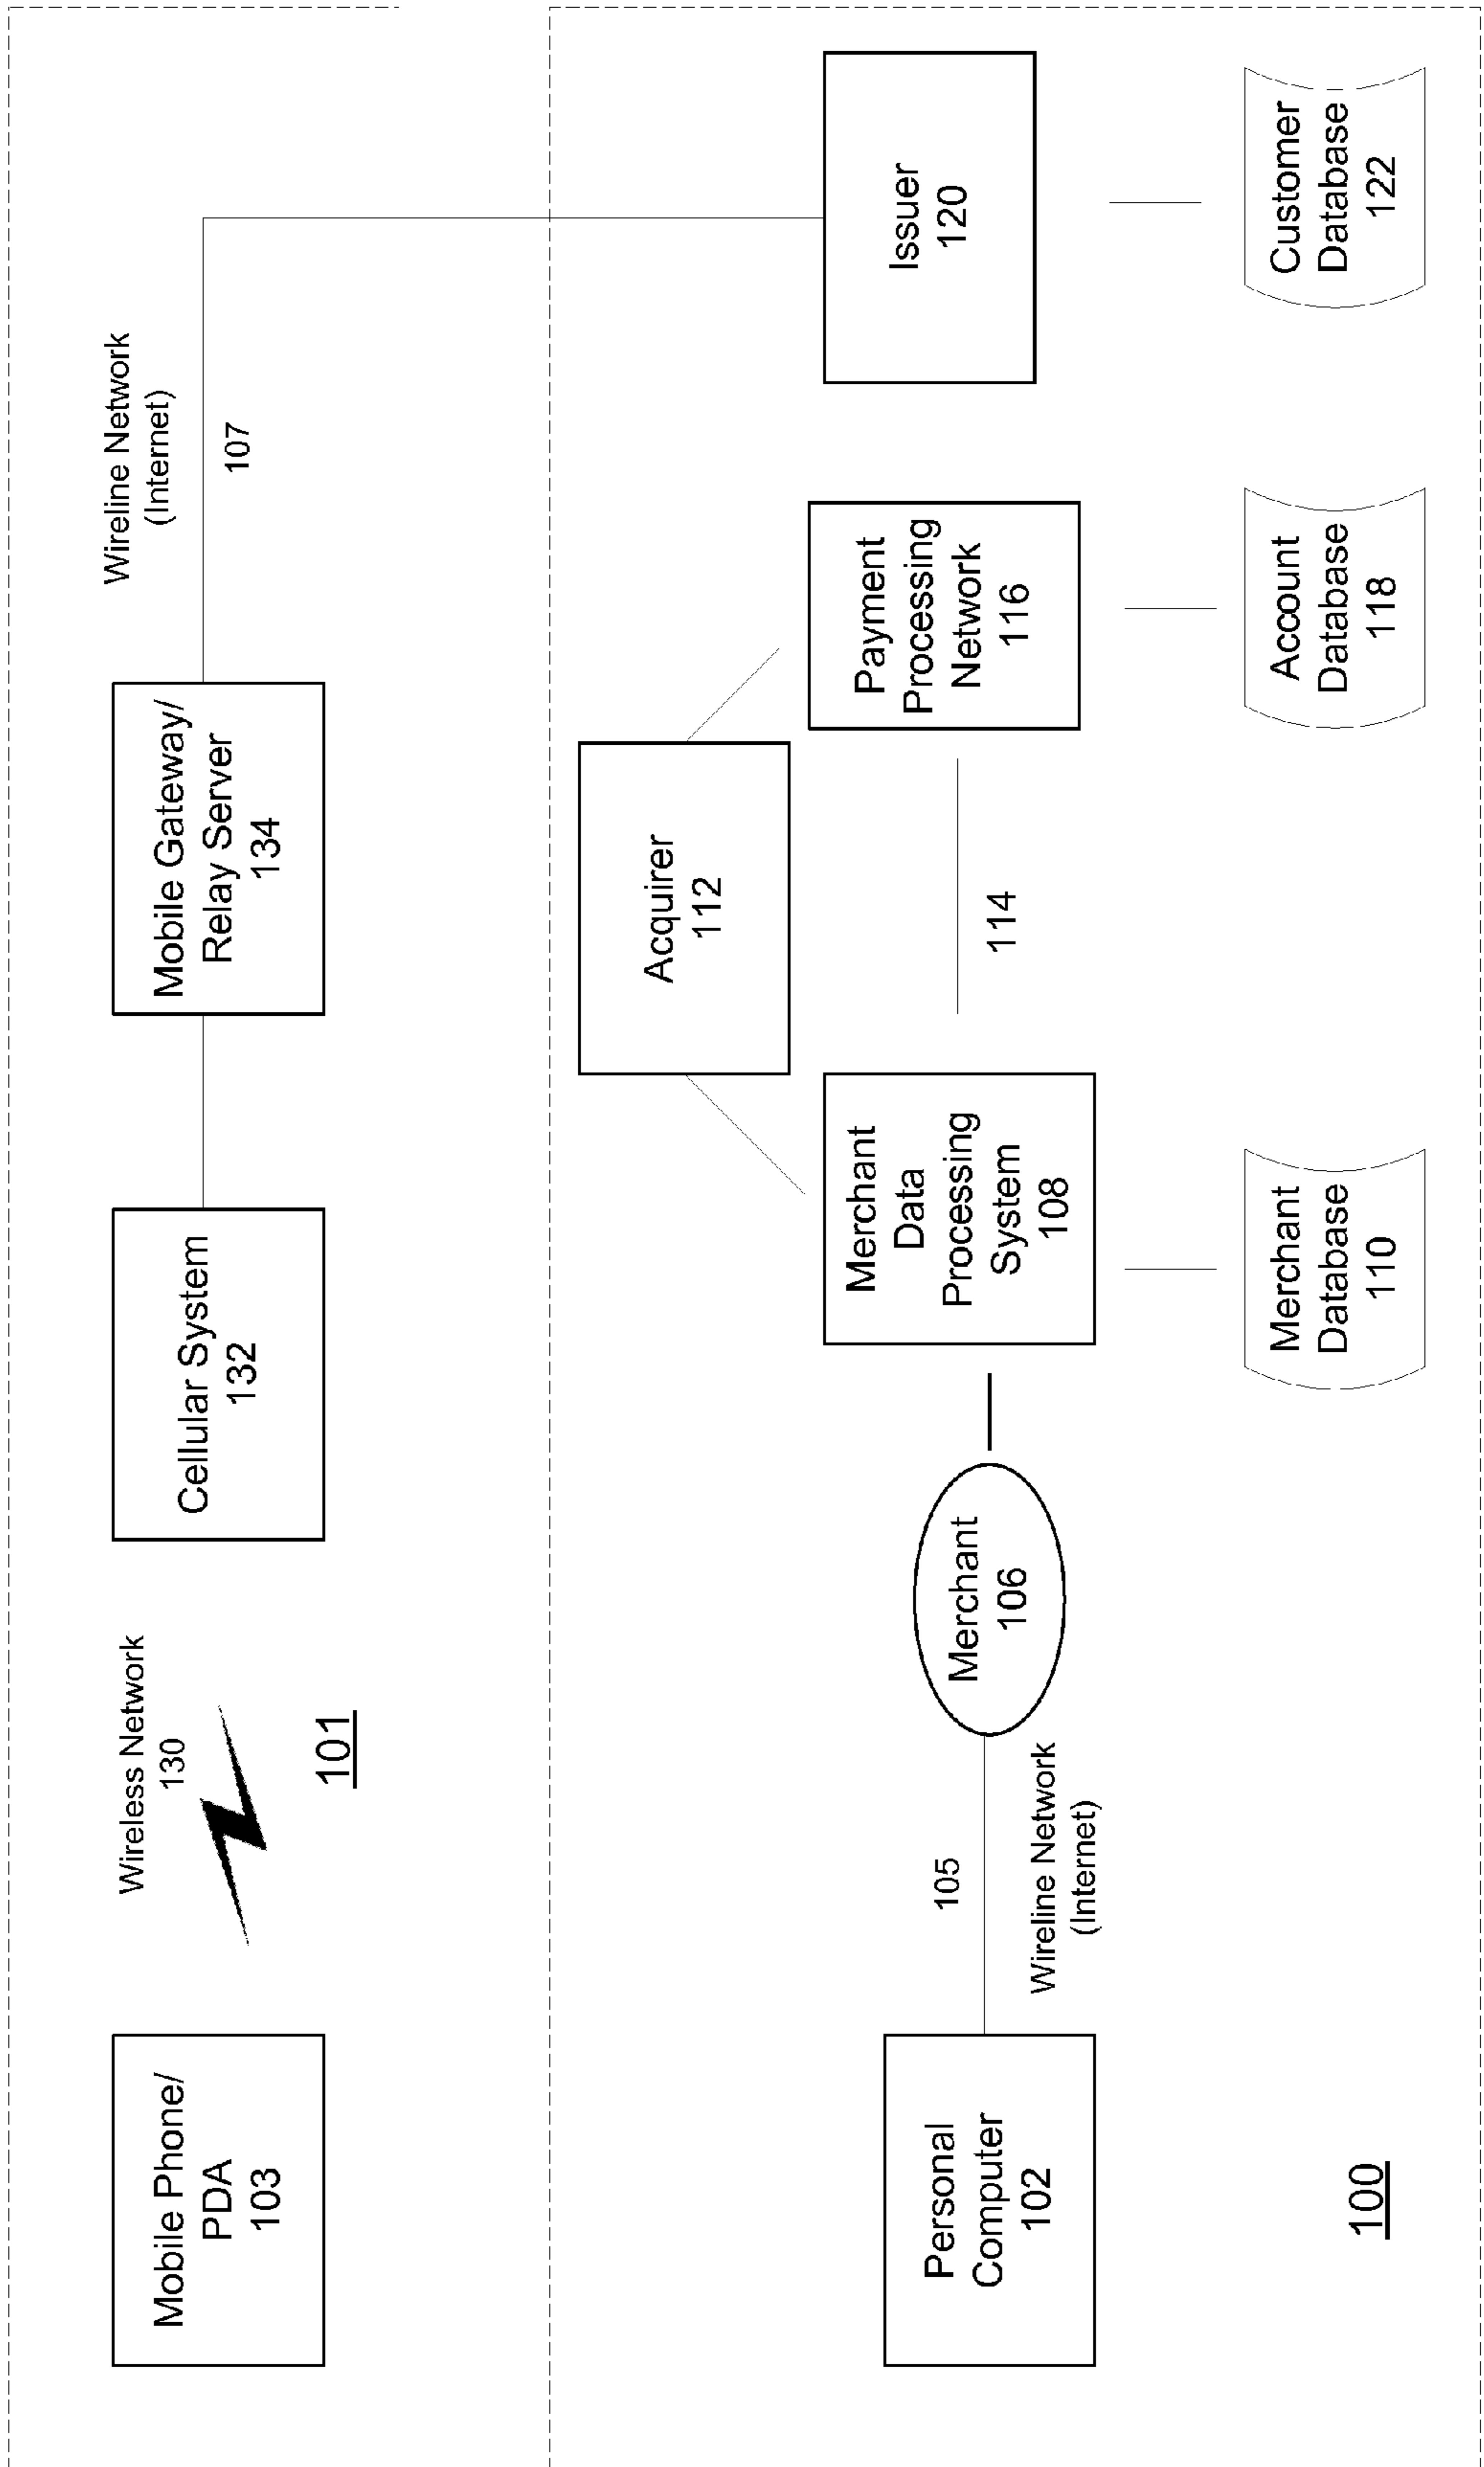 Mobile Phone/
PDA
103
Wireless Network
130
101
Cellular System
132
Mobile Gateway/
Relay Server
134
Wireline Network
(Internet)
107
Personal
Computer
102
105
Wireline Network
(Internet)
Merchant
106
Merchant
Data
Processing
System
108
Acquirer
112
114
Payment
Processing
Network
116
Issuer
120
100
Merchant
Database
110
Account
Database
118
Customer
Database
122